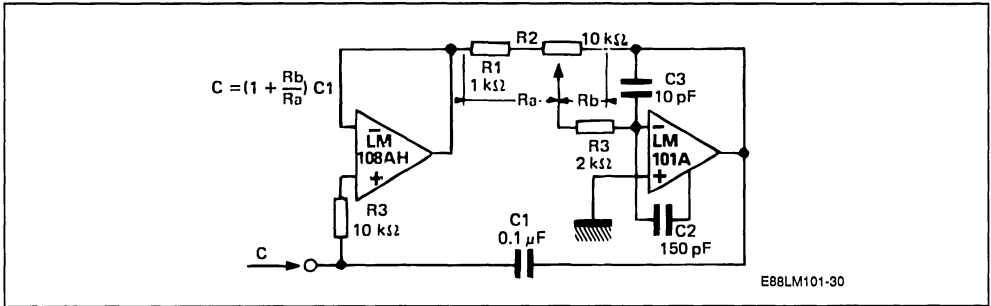 R2 10 kΩ
R1
1 kΩ
C = (1 + Rb/Ra) C1
C3
10 pF
Ra
Rb
−
LM
108AH
+
R3
2 kΩ
−
LM
101A
+
R3
10 kΩ
C1
0.1 μF
C2
150 pF
C
E88LM101-30